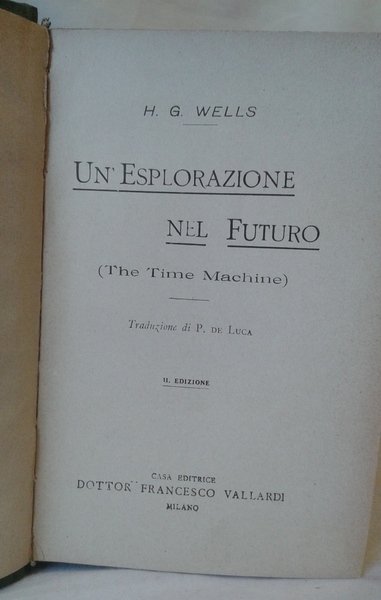 H. G. WELLS
UN' ESPLORAZIONE
NEL FUTURO
(The Time Machine)
Traduzione di P. DE LUCA
II. EDIZIONE
CASA EDITRICE
DOTTOR FRANCESCO VALLARDI
MILANO